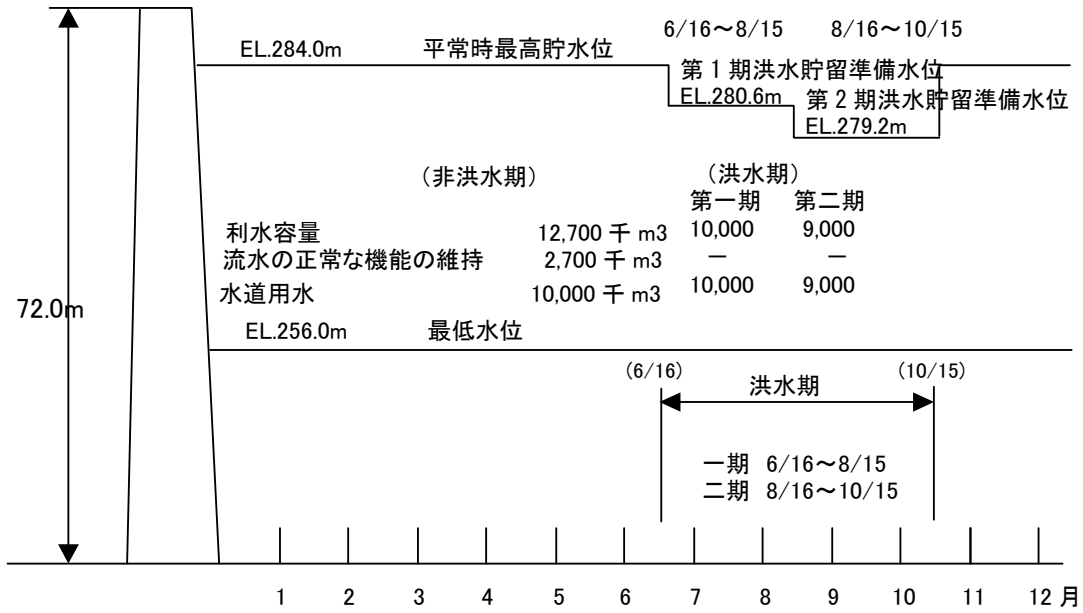 6/16～8/15 8/16～10/15
EL.284.0m 平常時最高貯水位
第1期洪水貯留準備水位
EL.280.6m 第2期洪水貯留準備水位
EL.279.2m
（非洪水期） （洪水期）
第一期 第二期
利水容量 12,700 千 m3 10,000 9,000
流水の正常な機能の維持 2,700 千 m3 － －
水道用水 10,000 千 m3 10,000 9,000
72.0m
EL.256.0m 最低水位
(6/16) 洪水期 (10/15)
一期 6/16～8/15
二期 8/16～10/15
1 2 3 4 5 6 7 8 9 10 11 12 月